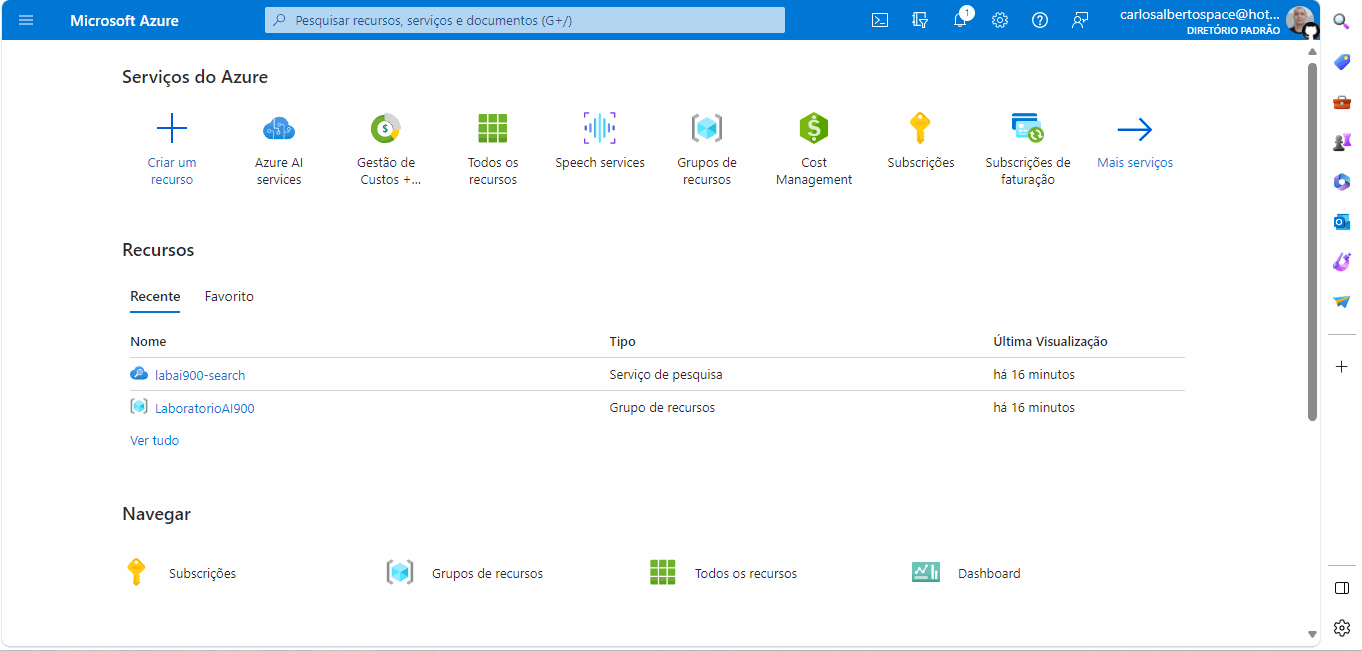 Microsoft Azure
Pesquisar recursos, serviços e documentos (G+/)
1
carlosalbertospace@hot...
DIRETÓRIO PADRÃO
Serviços do Azure
Criar um recurso
Azure AI services
Gestão de Custos +...
Todos os recursos
Speech services
Grupos de recursos
Cost Management
Subscrições
Subscrições de faturação
Mais serviços
Recursos
Recente Favorito
Nome Tipo Última Visualização
labai900-search Serviço de pesquisa há 16 minutos
LaboratorioAI900 Grupo de recursos há 16 minutos
Ver tudo
Navegar
Subscrições Grupos de recursos Todos os recursos Dashboard